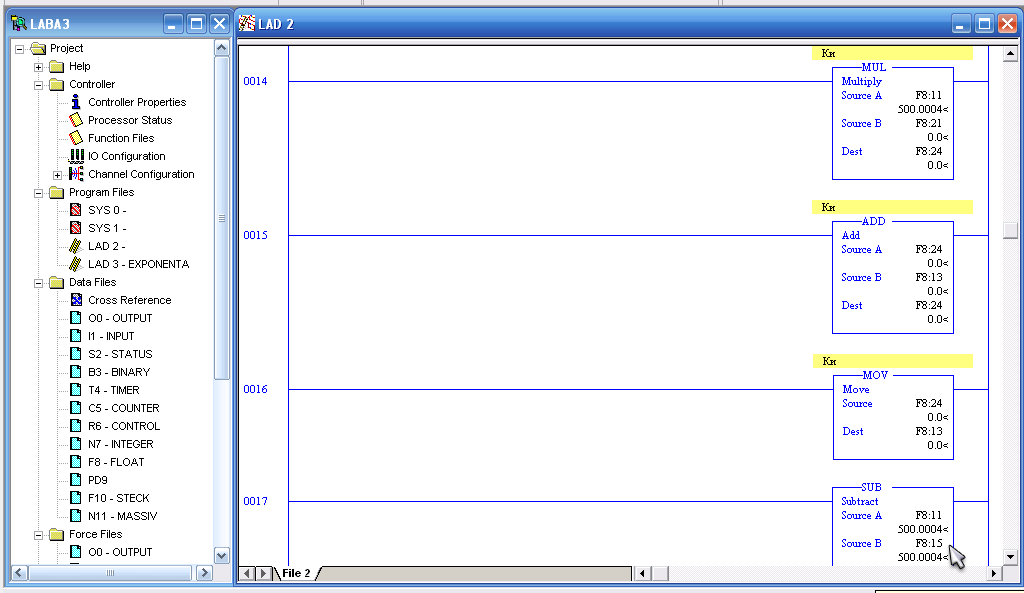 LABA3
Project
Help
Controller
Controller Properties
Processor Status
Function Files
IO Configuration
Channel Configuration
Program Files
SYS 0 -
SYS 1 -
LAD 2 -
LAD 3 - EXPONENTA
Data Files
Cross Reference
O0 - OUTPUT
I1 - INPUT
S2 - STATUS
B3 - BINARY
T4 - TIMER
C5 - COUNTER
R6 - CONTROL
N7 - INTEGER
F8 - FLOAT
PD9
F10 - STECK
N11 - MASSIV
Force Files
O0 - OUTPUT
LAD 2
Ки
0014
MUL
Multiply
Source A F8:11
500.0004<
Source B F8:21
0.0<
Dest F8:24
0.0<
Ки
0015
ADD
Add
Source A F8:24
0.0<
Source B F8:13
0.0<
Dest F8:24
0.0<
Ки
0016
MOV
Move
Source F8:24
0.0<
Dest F8:13
0.0<
0017
SUB
Subtract
Source A F8:11
500.0004<
Source B F8:15
500.0004<
File 2